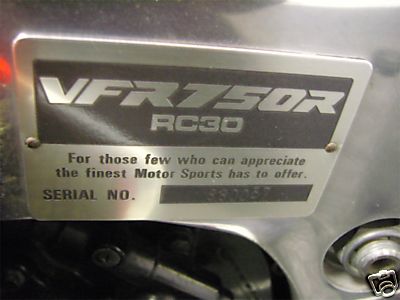 VFR750R
RC30
For those few who can appreciate
the finest Motor Sports has to offer.
SERIAL NO.